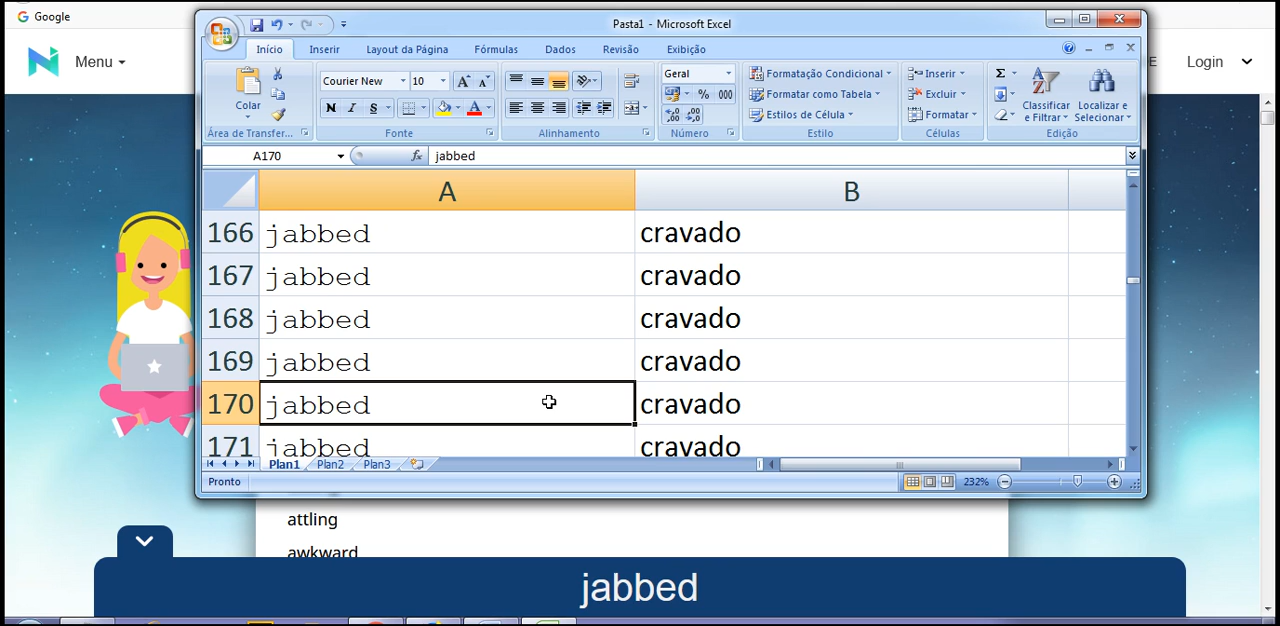 Google
Pasta1 - Microsoft Excel
Menu
E
Login
Início Inserir Layout da Página Fórmulas Dados Revisão Exibição
Colar
Courier New 10
N I S
Geral
% 000
Formatação Condicional
Formatar como Tabela
Estilos de Célula
Inserir
Excluir
Formatar
Σ
Classificar e Filtrar
Localizar e Selecionar
Área de Transfer... Fonte Alinhamento Número Estilo Células Edição
A170 fx jabbed
A B
166 jabbed cravado
167 jabbed cravado
168 jabbed cravado
169 jabbed cravado
170 jabbed cravado
171 jabbed cravado
Plan1 Plan2 Plan3
Pronto 232%
attling
awkward
jabbed